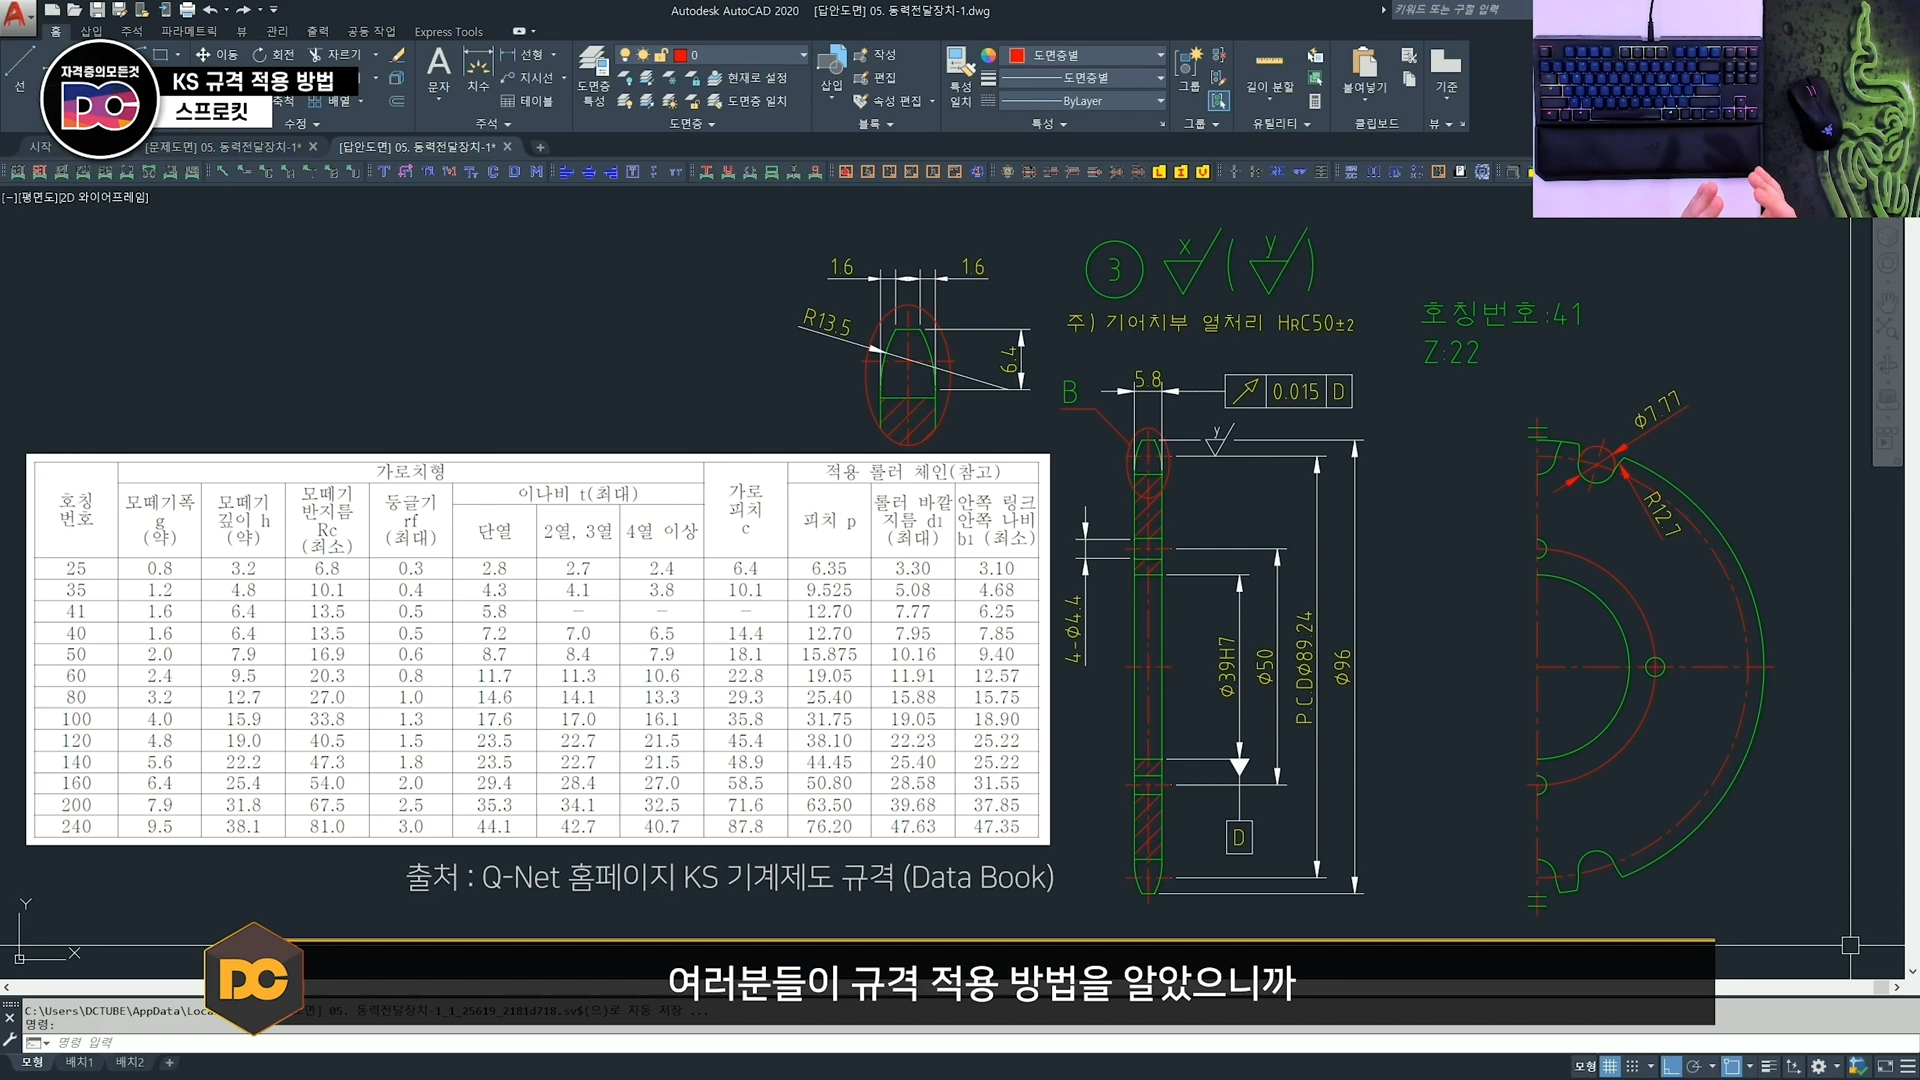 Autodesk AutoCAD 2020 [답안도면] 05. 동력전달장치-1.dwg
키워드 또는 구절 입력
홈 삽입 주석 파라메트릭 뷰 관리 출력 공동 작업 Express Tools
자격증의모든것
DC
KS 규격 적용 방법
스프로킷
선
이동 회전 자르기
축척 배열
수정
문자 치수
선형
지시선
테이블
주석
도면층 특성
0
현재로 설정
도면층 일치
도면층
삽입
작성
편집
속성 편집
블록
특성 일치
도면층별
도면층별
ByLayer
특성
그룹
그룹
길이 분할
유틸리티
붙여넣기
클립보드
기준
뷰
시작 [문제도면] 05. 동력전달장치-1* [답안도면] 05. 동력전달장치-1*
[−][평면도][2D 와이어프레임]
1.6 1.6
R13.5
6.4
3 x ( y )
주) 기어치부 열처리 HRC50±2
호칭번호:41
Z:22
B
5.8
0.015 D
y
⌀7.77
R12.7
4-⌀4.4
⌀39H7
⌀50
P.C.D⌀89.24
⌀96
D
호칭 번호 가로치형 가로 피치 c 적용 롤러 체인(참고)
모떼기폭 g (약) 모떼기 깊이 h (약) 모떼기 반지름 Rc (최소) 둥글기 rf (최대) 이나비 t(최대) 피치 p 롤러 바깥 지름 d1 (최대) 안쪽 링크 안쪽 나비 b1 (최소)
단열 2열, 3열 4열 이상
25 0.8 3.2 6.8 0.3 2.8 2.7 2.4 6.4 6.35 3.30 3.10
35 1.2 4.8 10.1 0.4 4.3 4.1 3.8 10.1 9.525 5.08 4.68
41 1.6 6.4 13.5 0.5 5.8 − − − 12.70 7.77 6.25
40 1.6 6.4 13.5 0.5 7.2 7.0 6.5 14.4 12.70 7.95 7.85
50 2.0 7.9 16.9 0.6 8.7 8.4 7.9 18.1 15.875 10.16 9.40
60 2.4 9.5 20.3 0.8 11.7 11.3 10.6 22.8 19.05 11.91 12.57
80 3.2 12.7 27.0 1.0 14.6 14.1 13.3 29.3 25.40 15.88 15.75
100 4.0 15.9 33.8 1.3 17.6 17.0 16.1 35.8 31.75 19.05 18.90
120 4.8 19.0 40.5 1.5 23.5 22.7 21.5 45.4 38.10 22.23 25.22
140 5.6 22.2 47.3 1.8 23.5 22.7 21.5 48.9 44.45 25.40 25.22
160 6.4 25.4 54.0 2.0 29.4 28.4 27.0 58.5 50.80 28.58 31.55
200 7.9 31.8 67.5 2.5 35.3 34.1 32.5 71.6 63.50 39.68 37.85
240 9.5 38.1 81.0 3.0 44.1 42.7 40.7 87.8 76.20 47.63 47.35
출처 : Q-Net 홈페이지 KS 기계제도 규격 (Data Book)
Y
X
DC
여러분들이 규격 적용 방법을 알았으니까
C:\Users\DCTUBE\AppData\Loca 면] 05. 동력전달장치-1_1_25619_2181d718.sv$(으)로 자동 저장 ...
명령:
명령 입력
모형 배치1 배치2
모형